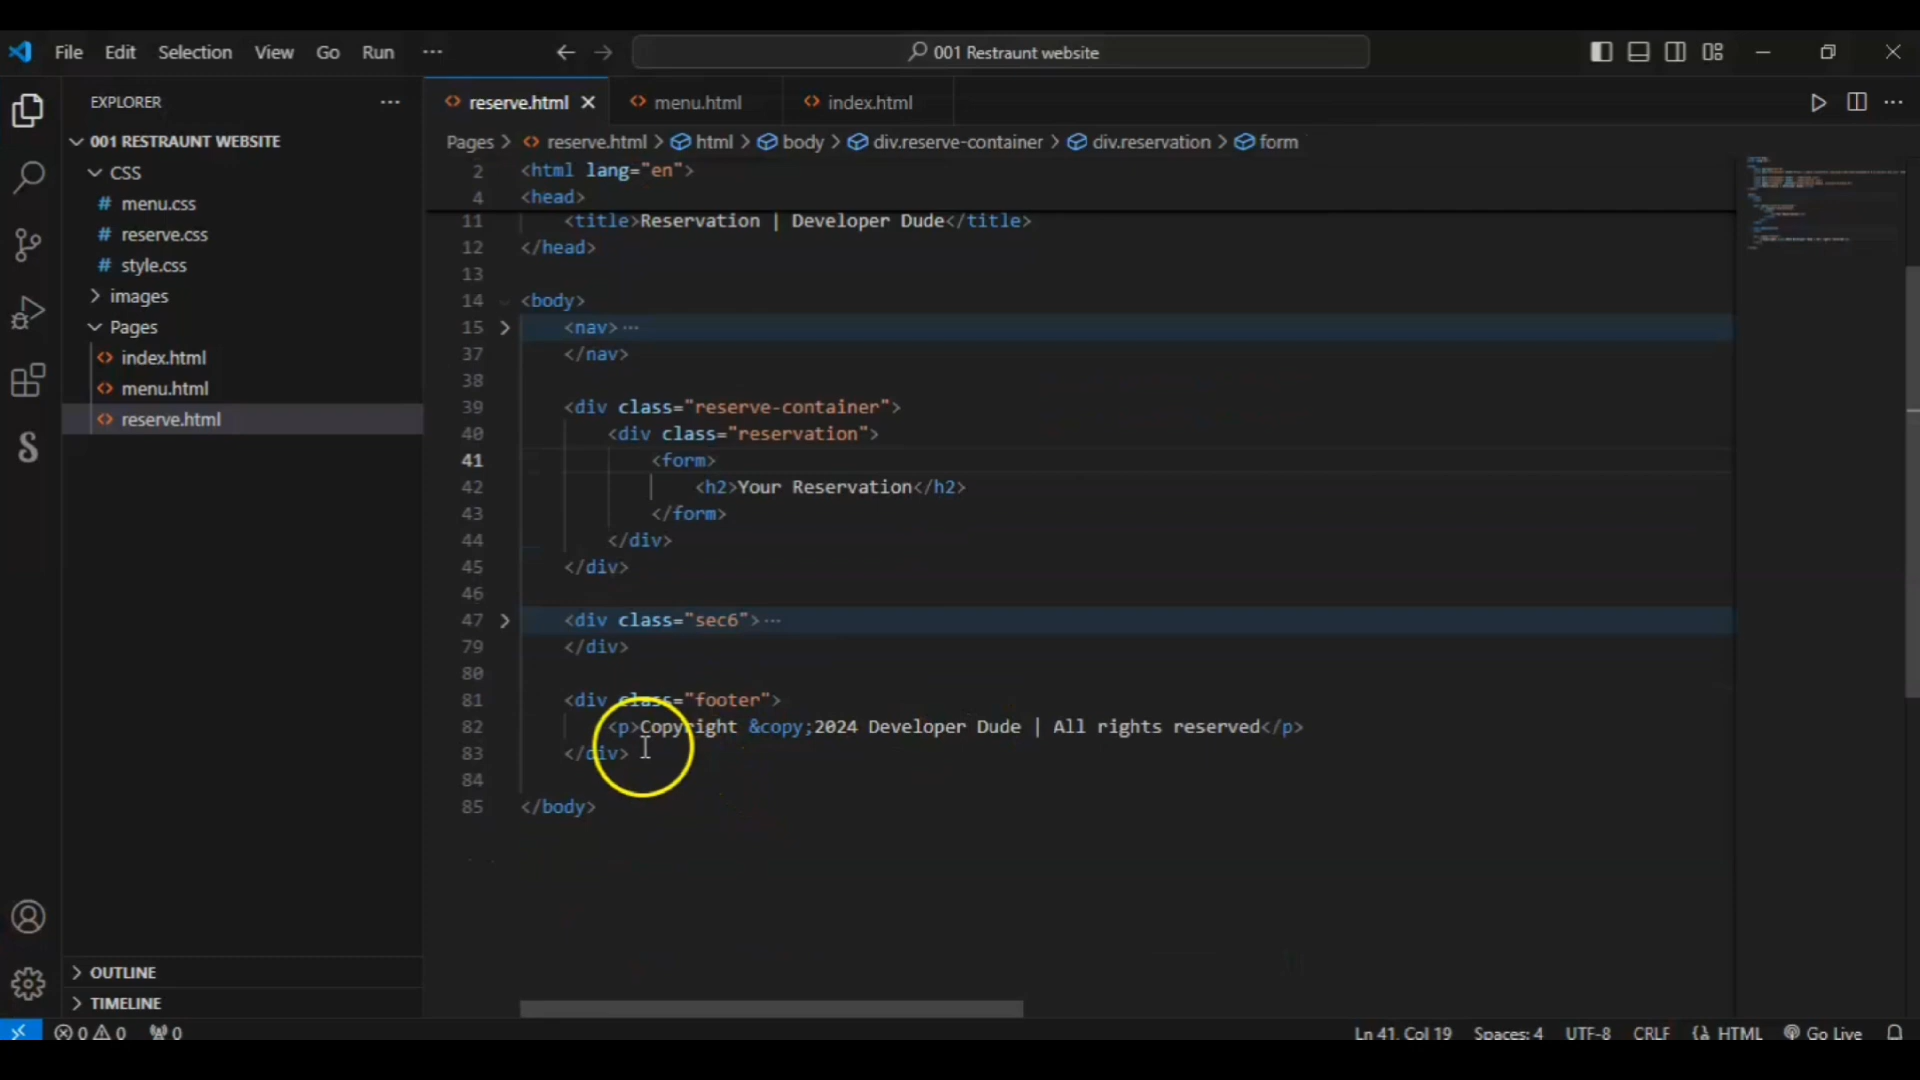 File Edit Selection View Go Run ··· 001 Restraunt website
EXPLORER ···
001 RESTRAUNT WEBSITE
CSS
# menu.css
# reserve.css
# style.css
images
Pages
<> index.html
<> menu.html
<> reserve.html
OUTLINE
TIMELINE
<> reserve.html <> menu.html <> index.html
Pages > <> reserve.html > html > body > div.reserve-container > div.reservation > form
2 <html lang="en">
4 <head>
11 <title>Reservation | Developer Dude</title>
12 </head>
13
14 <body>
15 <nav>···
37 </nav>
38
39 <div class="reserve-container">
40 <div class="reservation">
41 <form>
42 <h2>Your Reservation</h2>
43 </form>
44 </div>
45 </div>
46
47 <div class="sec6">···
79 </div>
80
81 <div class="footer">
82 <p>Copyright &copy;2024 Developer Dude | All rights reserved</p>
83 </div>
84
85 </body>
0 0 0 Ln 41, Col 19 Spaces: 4 UTF-8 CRLF HTML Go Live